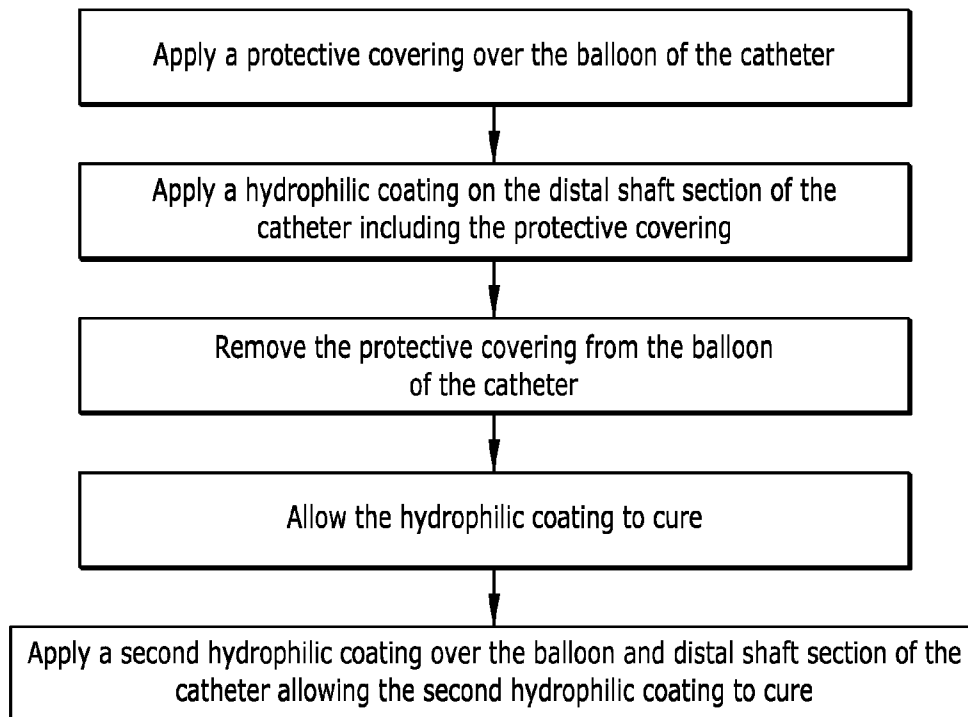 Apply a protective covering over the balloon of the catheter
Apply a hydrophilic coating on the distal shaft section of the
catheter including the protective covering
Remove the protective covering from the balloon
of the catheter
Allow the hydrophilic coating to cure
Apply a second hydrophilic coating over the balloon and distal shaft section of the
catheter allowing the second hydrophilic coating to cure